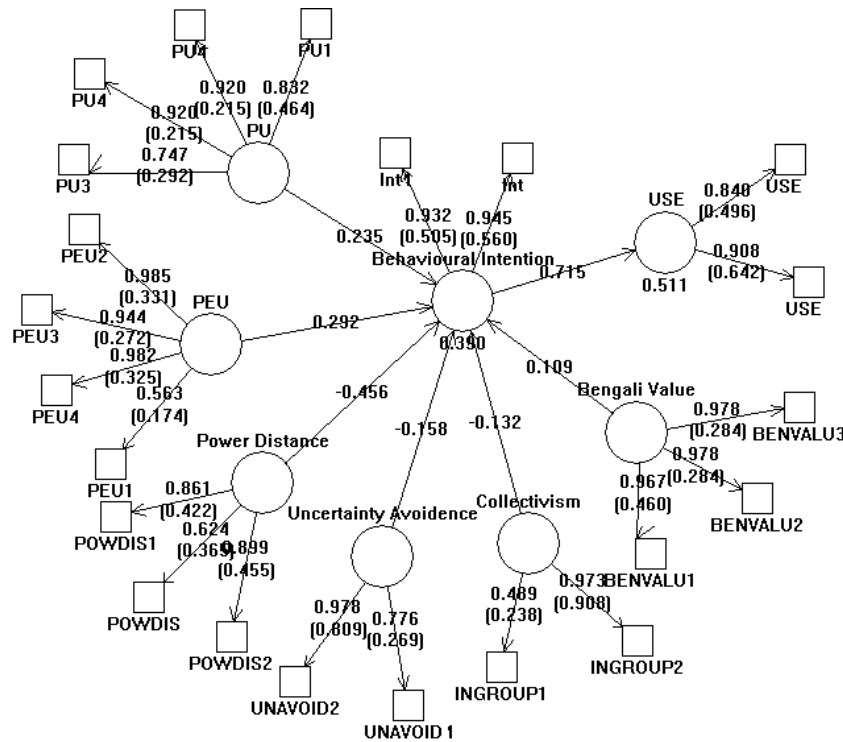 PU4
PU1
PU4
0.920
(0.215)
0.832
(0.464)
0.920
(0.215)
PU
PU3
0.747
(0.292)
Int1
Int
USE
USE
0.840
(0.496)
0.932
(0.505)
0.945
(0.560)
PEU2
0.235
Behavioural Intention
0.715
0.908
(0.642)
0.511
USE
0.985
(0.331)
PEU
PEU3
0.944
(0.272)
0.292
0.390
0.982
(0.325)
PEU4
0.563
(0.174)
-0.456
0.109
Bengali Value
-0.158
-0.132
0.978
(0.284)
BENVALU3
Power Distance
PEU1
0.861
(0.422)
0.978
(0.284)
0.967
(0.460)
POWDIS1
0.624
(0.365)
0.899
(0.455)
Uncertainty Avoidence
Collectivism
BENVALU2
BENVALU1
POWDIS
0.978
(0.809)
0.776
(0.269)
0.489
(0.238)
0.973
(0.908)
POWDIS2
INGROUP2
UNAVOID2
INGROUP1
UNAVOID1